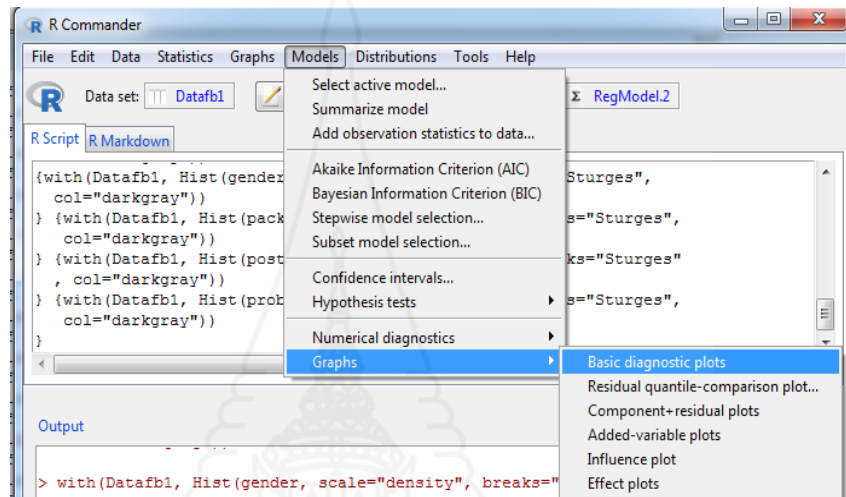 R Commander
File Edit Data Statistics Graphs Models Distributions Tools Help
Data set: Datafb1
Σ RegModel.2
R Script R Markdown
{with(Datafb1, Hist(gender
Sturges",
col="darkgray"))
} {with(Datafb1, Hist(pack
s="Sturges",
col="darkgray"))
} {with(Datafb1, Hist(post
ks="Sturges"
, col="darkgray"))
} {with(Datafb1, Hist(prob
s="Sturges",
col="darkgray"))
}
Select active model...
Summarize model
Add observation statistics to data...
Akaike Information Criterion (AIC)
Bayesian Information Criterion (BIC)
Stepwise model selection...
Subset model selection...
Confidence intervals...
Hypothesis tests
Numerical diagnostics
Graphs
Basic diagnostic plots
Residual quantile-comparison plot...
Component+residual plots
Added-variable plots
Influence plot
Effect plots
Output
> with(Datafb1, Hist(gender, scale="density", breaks="